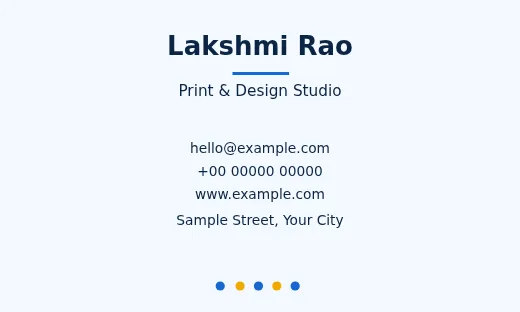 Lakshmi Rao
Print & Design Studio
hello@example.com
+00 00000 00000
www.example.com
Sample Street, Your City